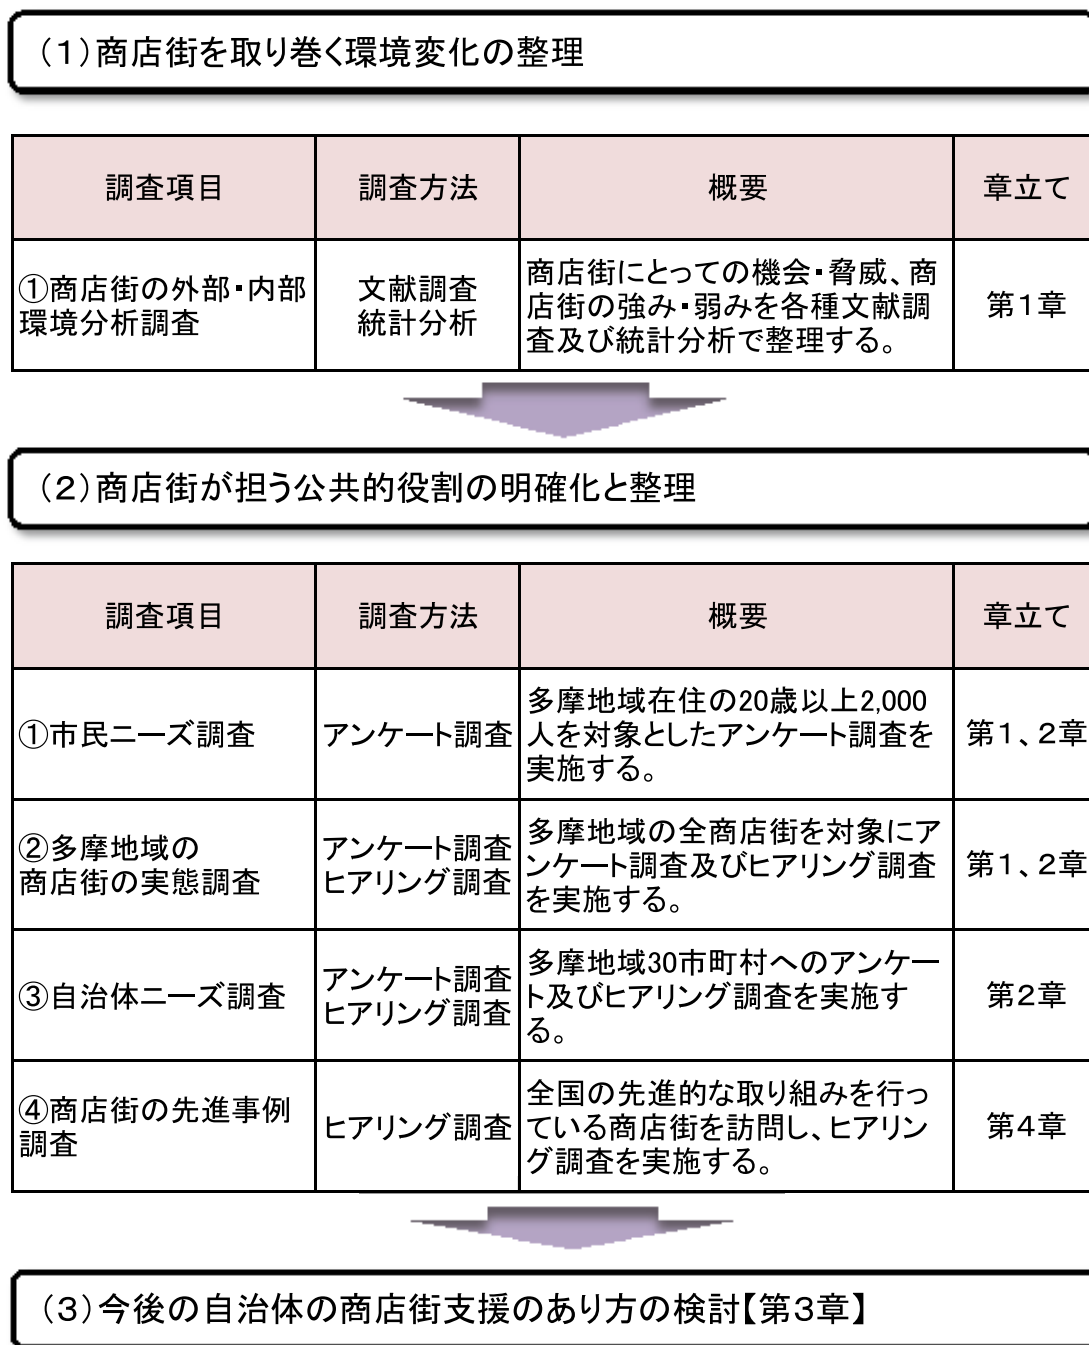 （１）商店街を取り巻く環境変化の整理
調査項目
調査方法
概要
章立て
①商店街の外部・内部
環境分析調査
文献調査
統計分析
商店街にとっての機会・脅威、商
店街の強み・弱みを各種文献調
査及び統計分析で整理する。
第１章
（２）商店街が担う公共的役割の明確化と整理
調査項目
調査方法
概要
章立て
①市民ニーズ調査
アンケート調査
多摩地域在住の20歳以上2,000
人を対象としたアンケート調査を
実施する。
第１、２章
②多摩地域の
商店街の実態調査
アンケート調査
ヒアリング調査
多摩地域の全商店街を対象にア
ンケート調査及びヒアリング調査
を実施する。
第１、２章
③自治体ニーズ調査
アンケート調査
ヒアリング調査
多摩地域30市町村へのアンケー
ト及びヒアリング調査を実施す
る。
第２章
④商店街の先進事例
調査
ヒアリング調査
全国の先進的な取り組みを行っ
ている商店街を訪問し、ヒアリン
グ調査を実施する。
第４章
（３）今後の自治体の商店街支援のあり方の検討【第３章】